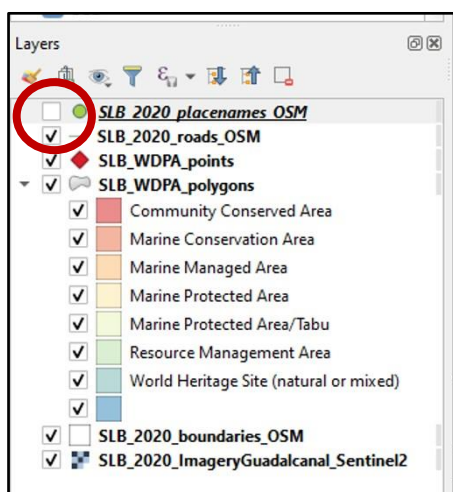 Layers
SLB_2020_placenames_OSM
SLB_2020_roads_OSM
SLB_WDPA_points
SLB_WDPA_polygons
Community Conserved Area
Marine Conservation Area
Marine Managed Area
Marine Protected Area
Marine Protected Area/Tabu
Resource Management Area
World Heritage Site (natural or mixed)
SLB_2020_boundaries_OSM
SLB_2020_ImageryGuadalcanal_Sentinel2